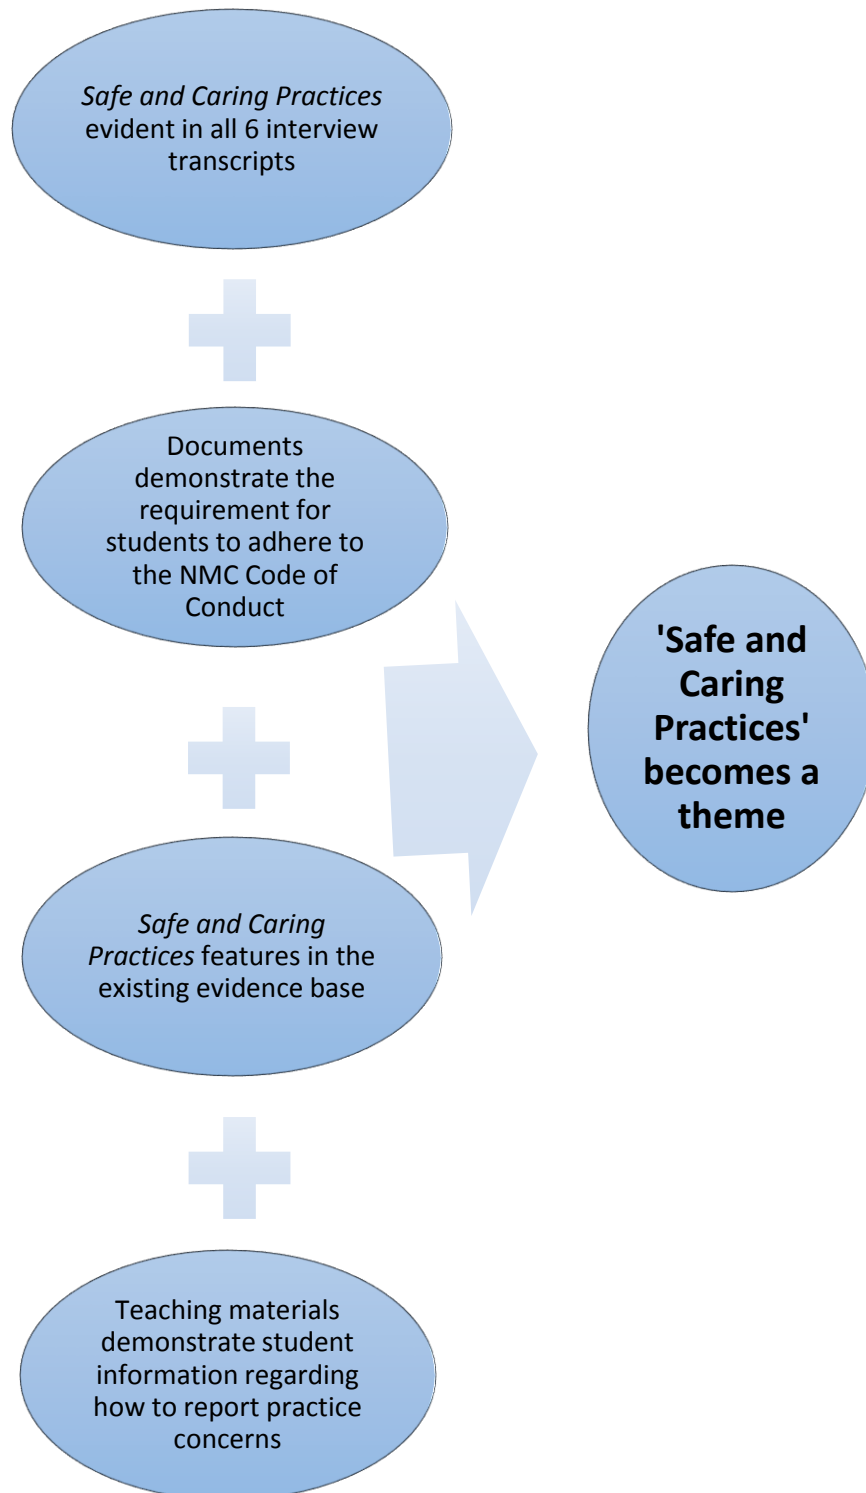 Safe and Caring Practices
evident in all 6 interview
transcripts
Documents
demonstrate the
requirement for
students to adhere to
the NMC Code of
Conduct
Safe and Caring
Practices features in the
existing evidence base
Teaching materials
demonstrate student
information regarding
how to report practice
concerns
'Safe and
Caring
Practices'
becomes a
theme